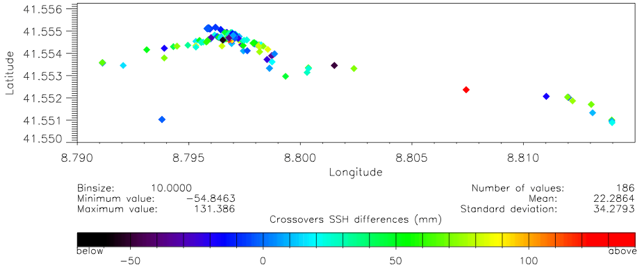 41.556
41.555
41.554
41.553
41.552
41.551
41.550
Latitude
8.790 8.795 8.800 8.805 8.810
Longitude
Binsize: 10.0000 Number of values: 186
Minimum value: −54.8463 Mean: 22.2864
Maximum value: 131.386 Standard deviation: 34.2793
Crossovers SSH differences (mm)
below above
−50 0 50 100